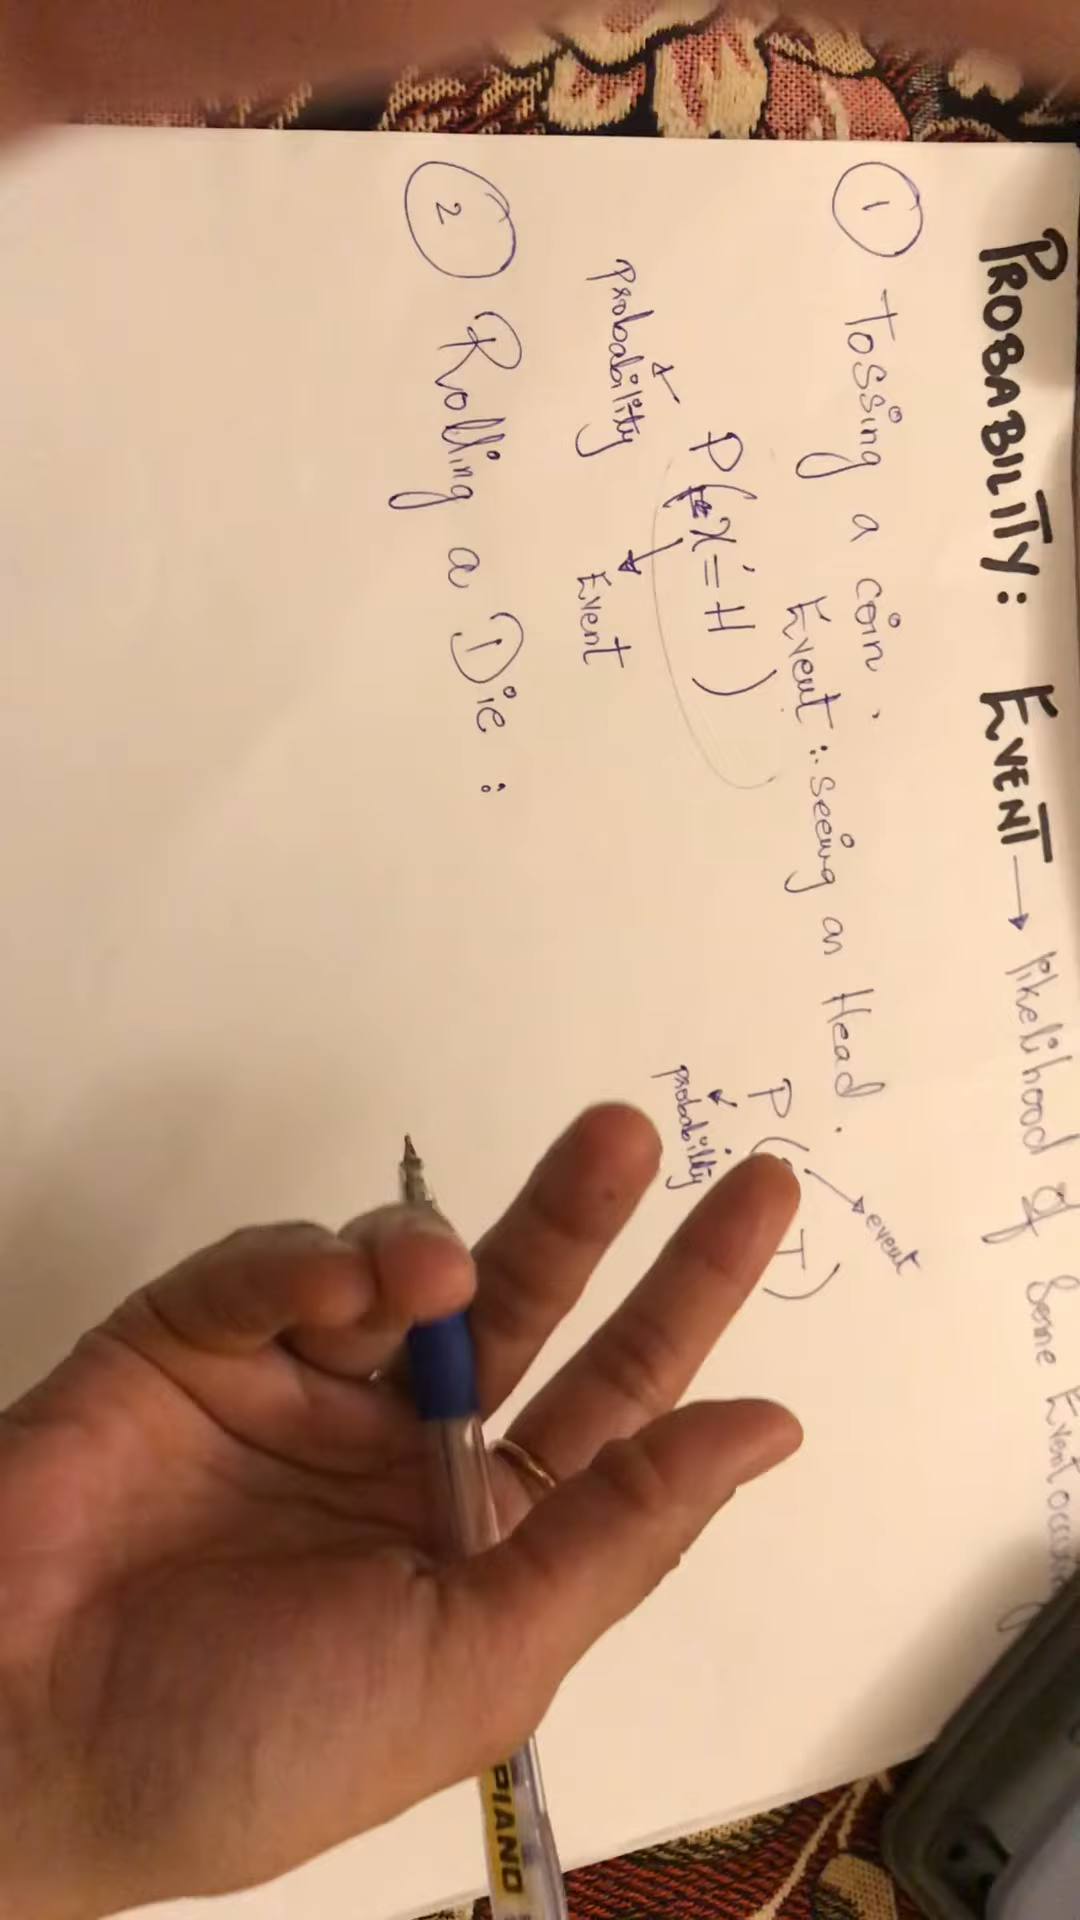 PROBABILITY: EVENT → likelihood of Some Event
1 Tossing a coin.
Event: seeing an Head.
P(x=H)
probability
Event
P( T)
probability
event
2 Rolling a Die :
PIANO